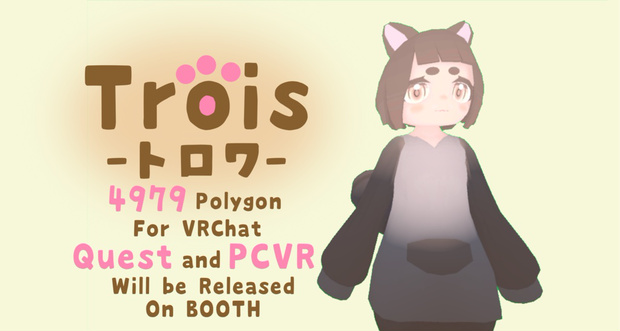 Trois
-トロワ-
4979 Polygon
For VRChat
Quest and PCVR
Will be Released
On BOOTH